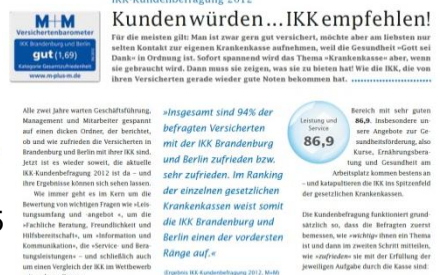 IKK-Kundenbefragung 2012
M+M
Versichertenbarometer
IKK Brandenburg und Berlin
gut (1,69)
Kategorie Gesamtzufriedenheit
www.m-plus-m.de
Kunden würden ... IKK empfehlen!
Für die meisten gilt: Man ist zwar gern gut versichert, möchte aber am liebsten nur
selten Kontakt zur eigenen Krankenkasse aufnehmen, weil die Gesundheit »Gott sei
Dank« in Ordnung ist. Sofort spannend wird das Thema »Krankenkasse« aber, wenn
sie gebraucht wird. Dann muss sie zeigen, was sie zu bieten hat! Wie die IKK, die von
ihren Versicherten gerade wieder gute Noten bekommen hat.
Alle zwei Jahre warten Geschäftsführung,
Management und Mitarbeiter gespannt
auf einen dicken Ordner, der berichtet,
ob und wie zufrieden die Versicherten in
Brandenburg und Berlin mit ihrer IKK sind.
Jetzt ist es wieder soweit, die aktuelle
IKK-Kundenbefragung 2012 ist da – und
ihre Ergebnisse können sich sehen lassen.
Wie immer geht es im Kern um die
Bewertung von wichtigen Fragen wie »Leis-
tungsumfang und -angebot «, um die
»Fachliche Beratung, Freundlichkeit und
Hilfsbereitschaft«, um »Information und
Kommunikation«, die »Service- und Bera-
tungsleistungen« – und schließlich auch
um einen Vergleich der IKK im Wettbewerb
»Insgesamt sind 94% der
befragten Versicherten
mit der IKK Brandenburg
und Berlin zufrieden bzw.
sehr zufrieden. Im Ranking
der einzelnen gesetzlichen
Krankenkassen weist somit
die IKK Brandenburg und
Berlin einen der vordersten
Ränge auf.«
(Ergebnis IKK Kundenbefragung 2012, M+M)
Leistung und
Service
86,9
Bereich mit sehr guten
86,9. Insbesondere un-
sere Angebote zur Ge-
sundheitsförderung, also
Kurse, Ernährungsbera-
tung und Gesundheit am
Arbeitsplatz kommen bestens an
– und katapultieren die IKK ins Spitzenfeld
der gesetzlichen Krankenkassen.
Die Kundenbefragung funktioniert grund-
sätzlich so, dass die Befragten zuerst
bemessen, wie »wichtig« ihnen ein Thema
ist und dann im zweiten Schritt mitteilen,
wie »zufrieden« sie mit der Erfüllung der
jeweiligen Aufgabe durch die Kasse sind: